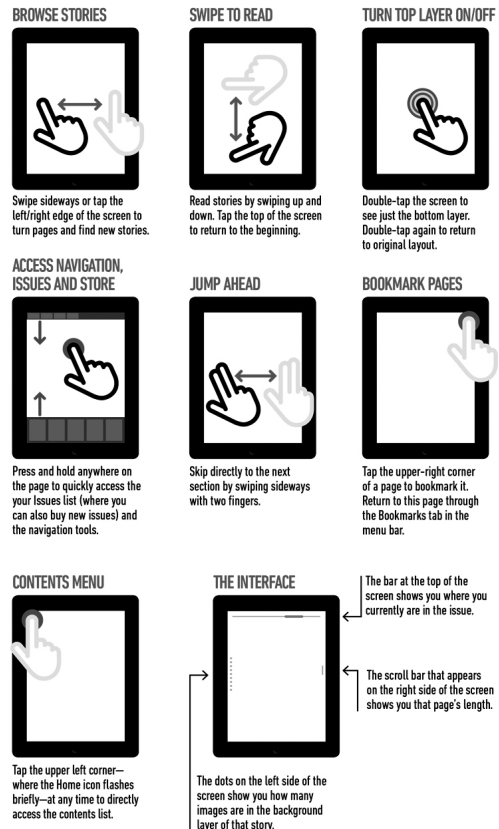 BROWSE STORIES
Swipe sideways or tap the
left/right edge of the screen to
turn pages and find new stories.
SWIPE TO READ
Read stories by swiping up and
down. Tap the top of the screen
to return to the beginning.
TURN TOP LAYER ON/OFF
Double-tap the screen to
see just the bottom layer.
Double-tap again to return
to original layout.
ACCESS NAVIGATION,
ISSUES AND STORE
Press and hold anywhere on
the page to quickly access the
your Issues list (where you
can also buy new issues) and
the navigation tools.
JUMP AHEAD
Skip directly to the next
section by swiping sideways
with two fingers.
BOOKMARK PAGES
Tap the upper-right corner
of a page to bookmark it.
Return to this page through
the Bookmarks tab in the
menu bar.
CONTENTS MENU
Tap the upper left corner—
where the Home icon flashes
briefly—at any time to directly
access the contents list.
THE INTERFACE
The bar at the top of the
screen shows you where you
currently are in the issue.
The scroll bar that appears
on the right side of the screen
shows you that page's length.
The dots on the left side of the
screen show you how many
images are in the background
layer of that story.